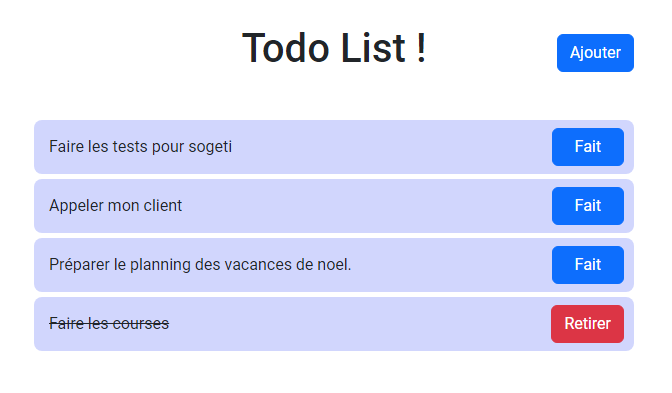 Todo List !
Ajouter
Faire les tests pour sogeti
Fait
Appeler mon client
Fait
Préparer le planning des vacances de noel.
Fait
Faire les courses
Retirer